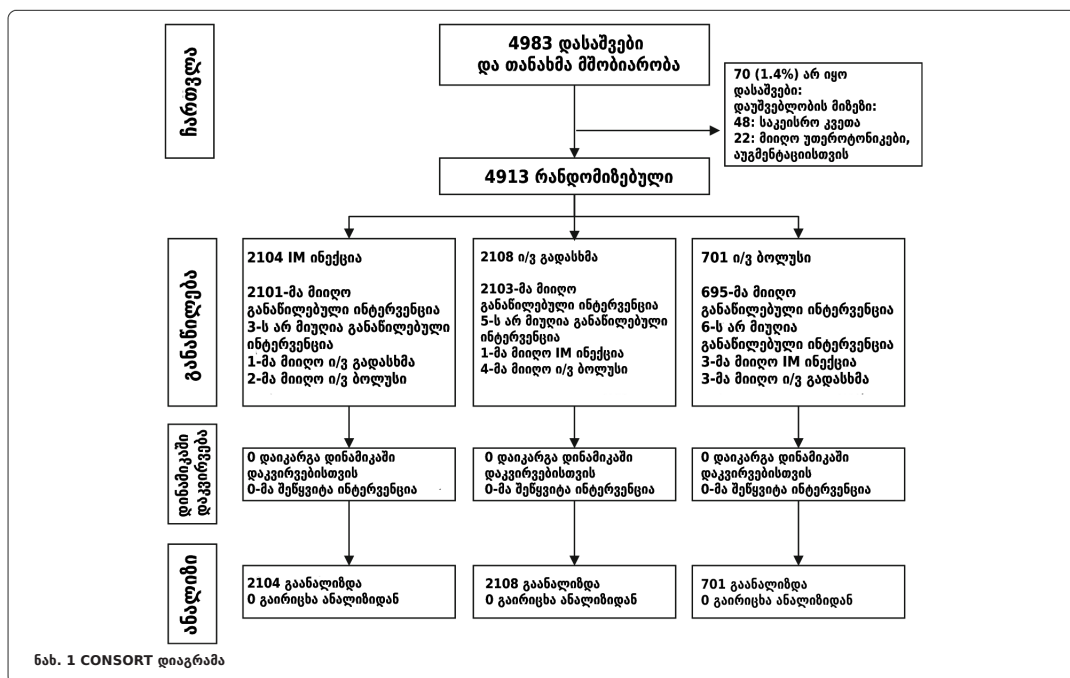 ჩართვლა
4983 დასაშვები
და თანახმა მშობიარობა
70 (1.4%) არ იყო
დასაშვები:
დაუშვებლობის მიზეზი:
48: საკეისრო კვეთა
22: მიიღო უთეროტონიკები,
აუგმენტაციისთვის
4913 რანდომიზებული
განაწილება
2104 IM ინექცია
2101-მა მიიღო
განაწილებული ინტერვენცია
3-ს არ მიუღია განაწილებული
ინტერვენცია
1-მა მიიღო ი/ვ გადასხმა
2-მა მიიღო ი/ვ ბოლუსი
2108 ი/ვ გადასხმა
2103-მა მიიღო
განაწილებული ინტერვენცია
5-ს არ მიუღია განაწილებული
ინტერვენცია
1-მა მიიღო IM ინექცია
4-მა მიიღო ი/ვ ბოლუსი
701 ი/ვ ბოლუსი
695-მა მიიღო
განაწილებული ინტერვენცია
6-ს არ მიუღია
განაწილებული ინტერვენცია
3-მა მიიღო IM ინექცია
3-მა მიიღო ი/ვ გადასხმა
დინამიკაში
დაკვირვება
0 დაიკარგა დინამიკაში
დაკვირვებისთვის
0-მა შეწყვიტა ინტერვენცია
0 დაიკარგა დინამიკაში
დაკვირვებისთვის
0-მა შეწყვიტა ინტერვენცია
0 დაიკარგა დინამიკაში
დაკვირვებისთვის
0-მა შეწყვიტა ინტერვენცია
ანალიზი
2104 გაანალიზდა
0 გაირიცხა ანალიზიდან
2108 გაანალიზდა
0 გაირიცხა ანალიზიდან
701 გაანალიზდა
0 გაირიცხა ანალიზიდან
ნახ. 1 CONSORT დიაგრამა